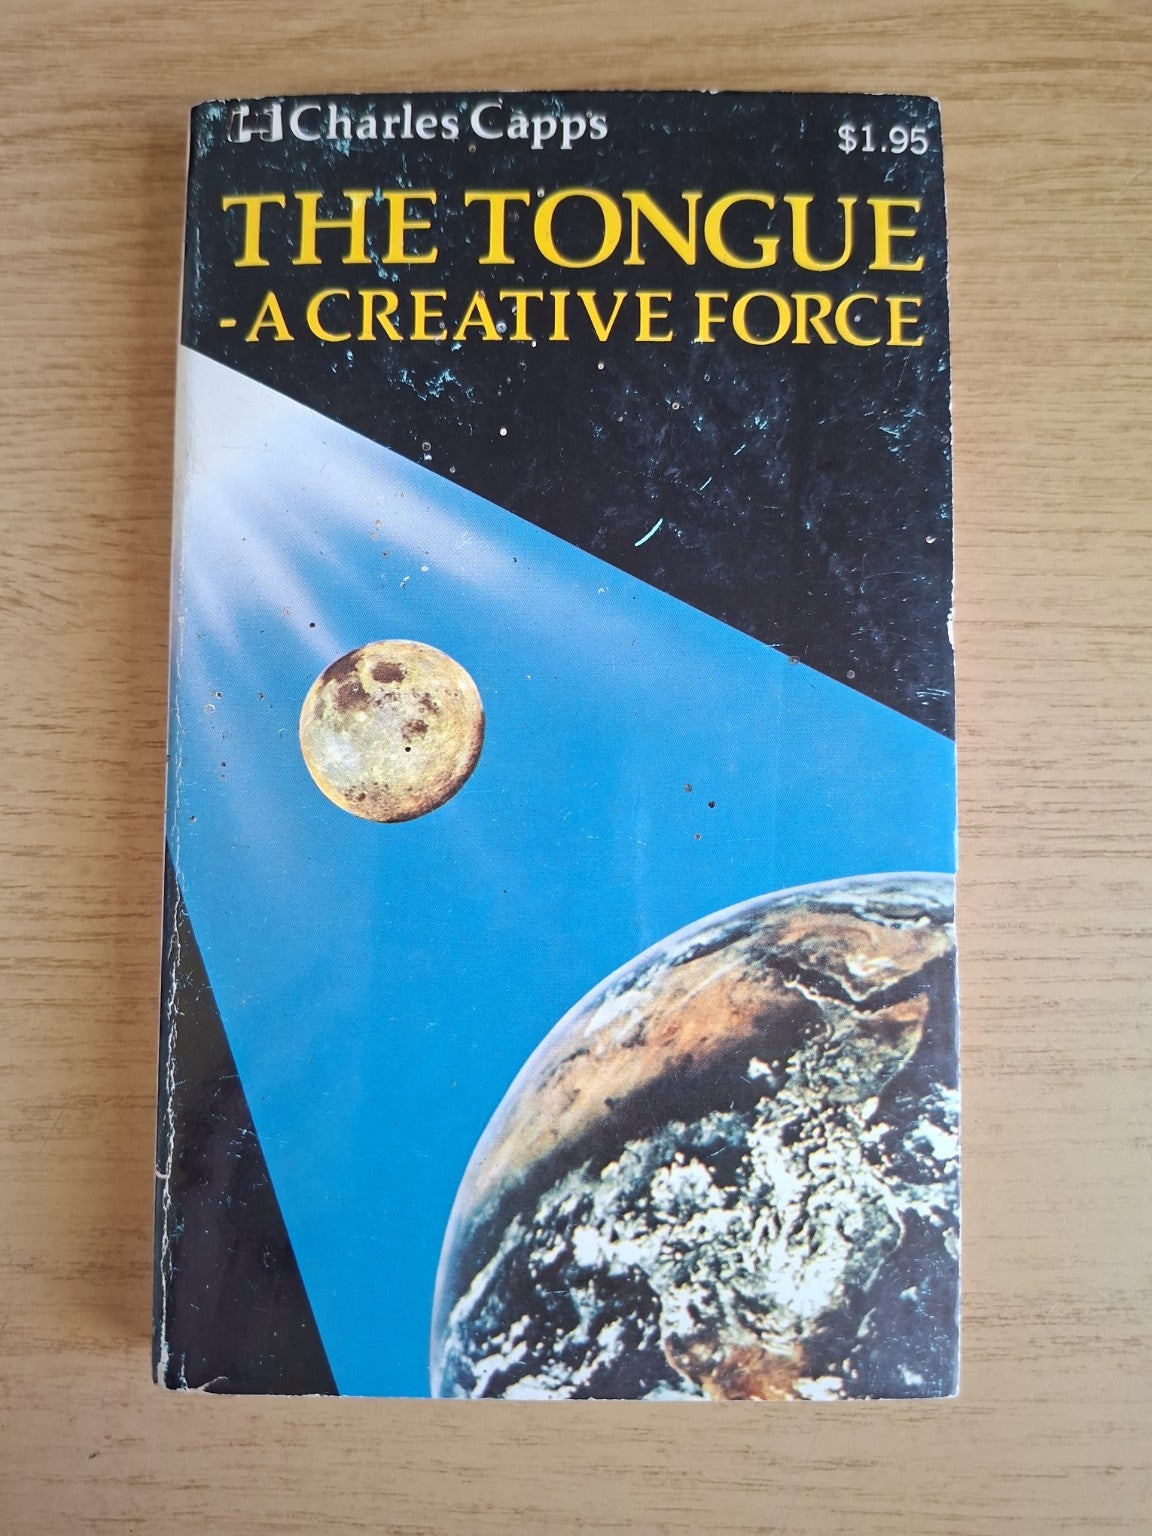 Charles Capps
$1.95
THE TONGUE
-A CREATIVE FORCE